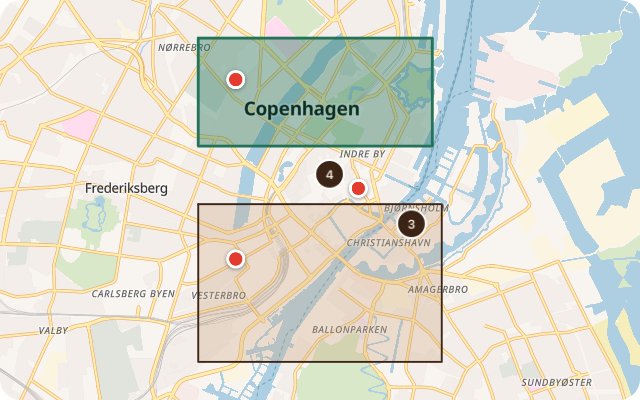 NØRREBRO
Copenhagen
INDRE BY
4
Frederiksberg
BJØRNSHOLM
3
CHRISTIANSHAVN
CARLSBERG BYEN
VESTERBRO
AMAGERBRO
VALBY
BALLONPARKEN
SUNDBYØSTER